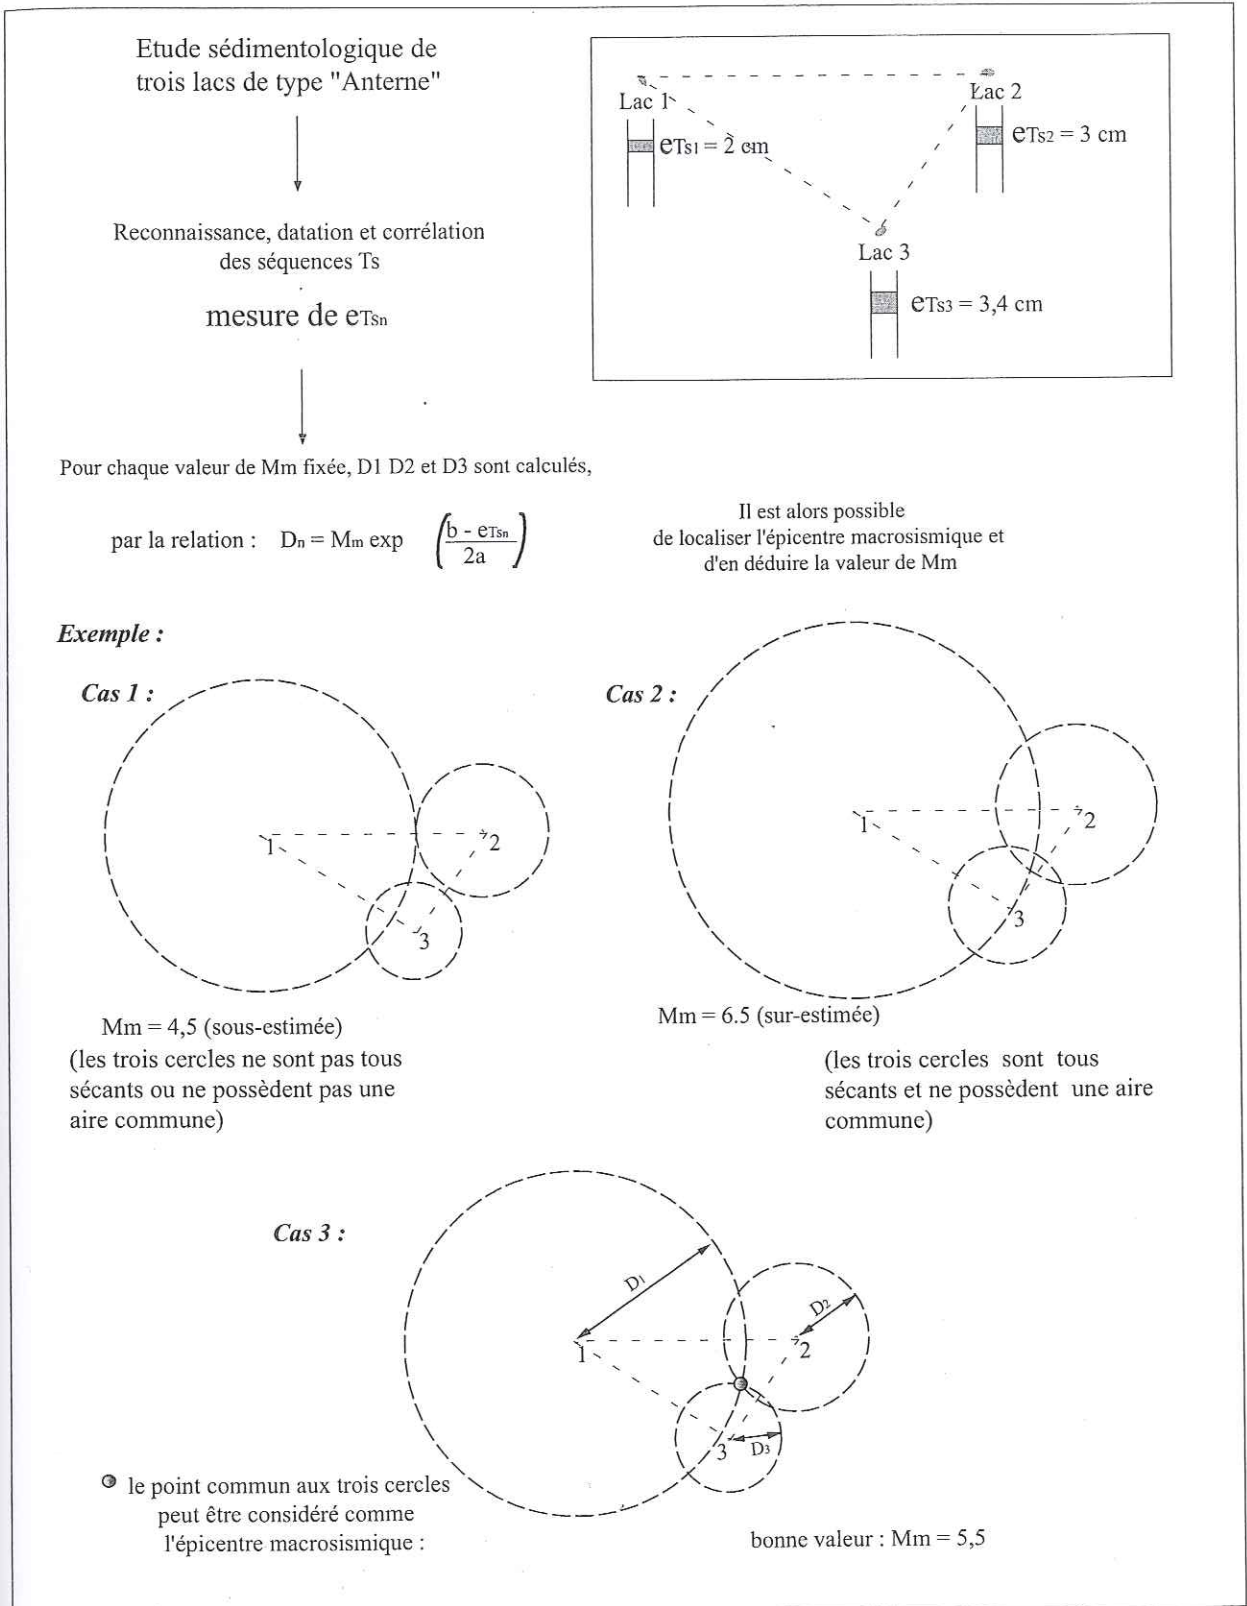 Etude sédimentologique de
trois lacs de type "Anterne"
Lac 1
eTs1 = 2 cm
Lac 2
eTs2 = 3 cm
Lac 3
eTs3 = 3,4 cm
Reconnaissance, datation et corrélation
des séquences Ts
mesure de eTsn
Pour chaque valeur de Mm fixée, D1 D2 et D3 sont calculés,
par la relation : Dn = Mm exp (b - eTsn / 2a)
Il est alors possible
de localiser l'épicentre macrosismique et
d'en déduire la valeur de Mm
Exemple :
Cas 1 :
1
2
3
Mm = 4,5 (sous-estimée)
(les trois cercles ne sont pas tous
sécants ou ne possèdent pas une
aire commune)
Cas 2 :
1
2
3
Mm = 6.5 (sur-estimée)
(les trois cercles sont tous
sécants et ne possèdent une aire
commune)
Cas 3 :
D1
D2
1
2
3
D3
le point commun aux trois cercles
peut être considéré comme
l'épicentre macrosismique :
bonne valeur : Mm = 5,5